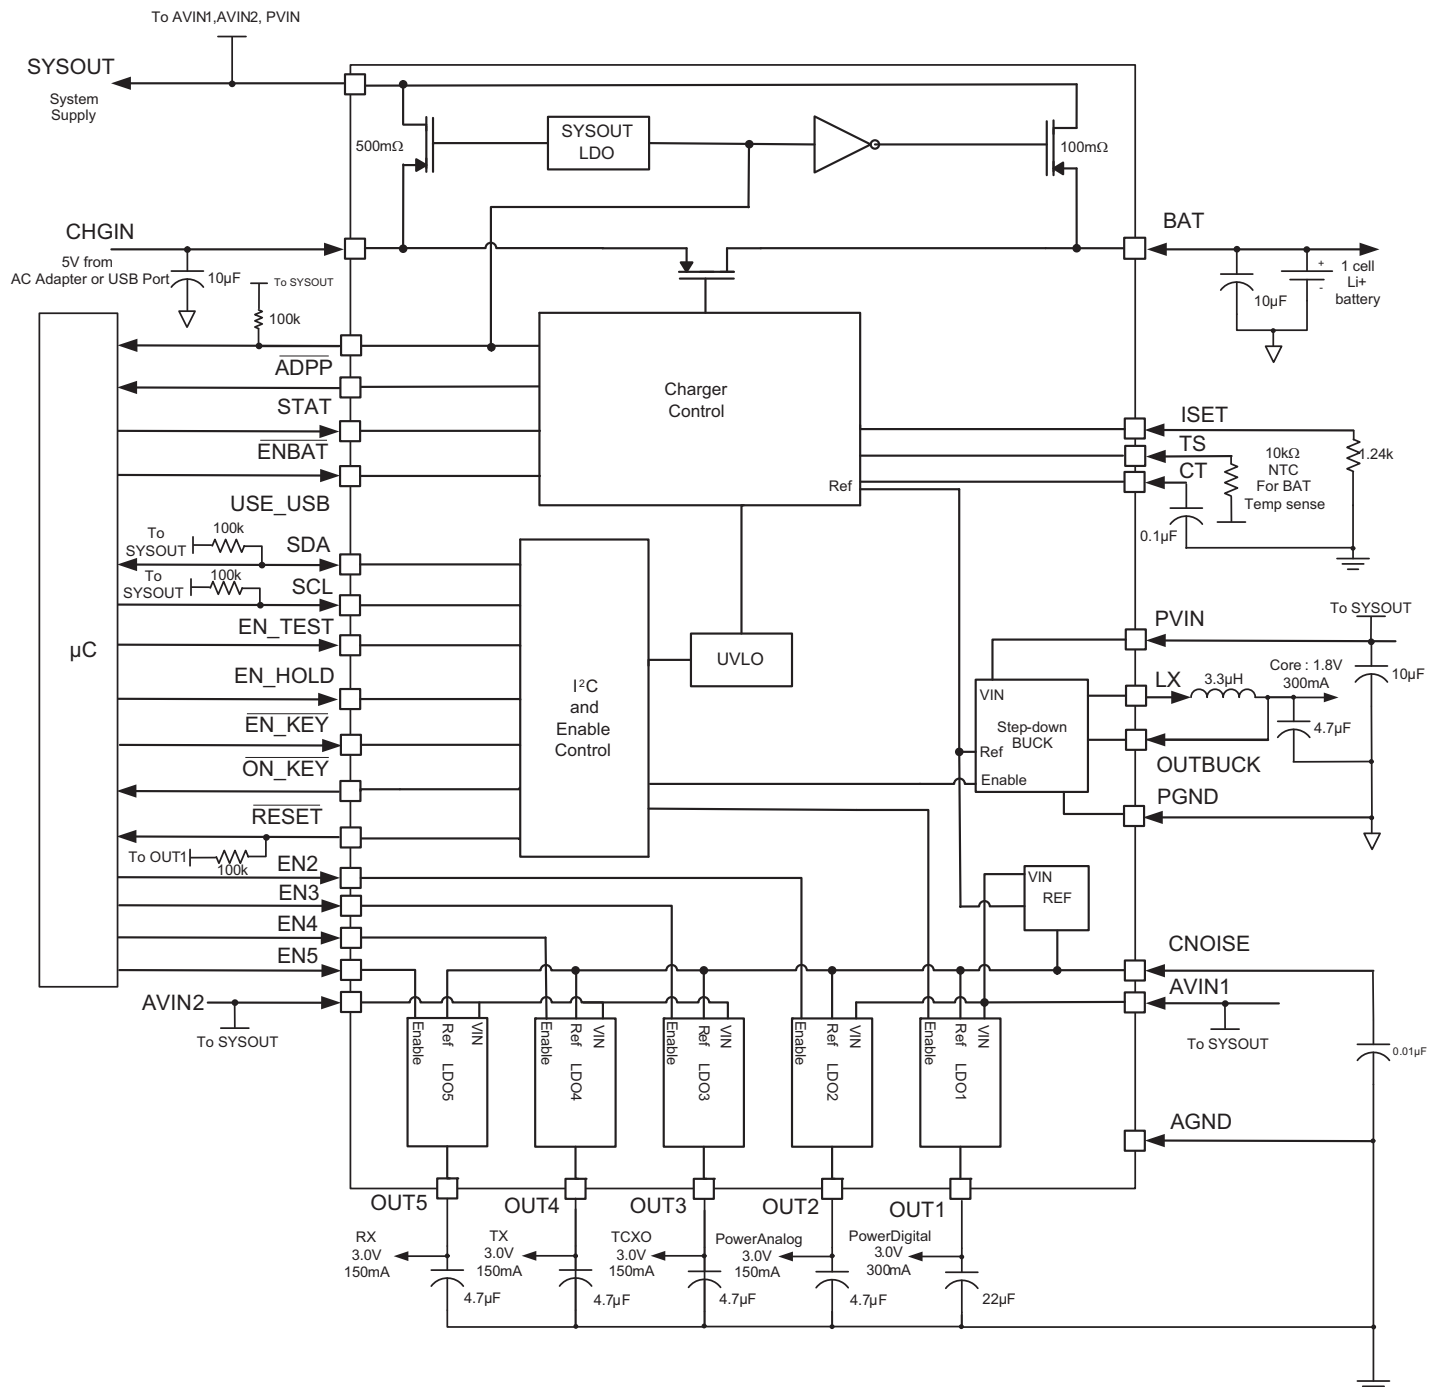 To AVIN1,AVIN2, PVIN
SYSOUT
System
Supply
500mΩ
SYSOUT
LDO
100mΩ
CHGIN
5V from
AC Adapter or USB Port
10µF
To SYSOUT
100k
BAT
10µF
+
-
1 cell
Li+
battery
ADPP
STAT
ENBAT
USE_USB
Charger
Control
Ref
ISET
TS
CT
10kΩ
NTC
For BAT
Temp sense
1.24k
0.1µF
µC
To
SYSOUT
100k
SDA
To
SYSOUT
100k
SCL
EN_TEST
EN_HOLD
EN_KEY
ON_KEY
RESET
To OUT1
100k
EN2
EN3
EN4
EN5
AVIN2
To SYSOUT
I²C
and
Enable
Control
UVLO
VIN
Step-down
BUCK
Ref
Enable
To SYSOUT
PVIN
LX
3.3µH
Core : 1.8V
300mA
10µF
4.7µF
OUTBUCK
PGND
VIN
REF
CNOISE
AVIN1
To SYSOUT
0.01µF
AGND
Enable
Ref LDO5
VIN
Enable
Ref LDO4
VIN
Enable
Ref LDO3
VIN
Enable
Ref LDO2
VIN
Enable
Ref LDO1
VIN
OUT5
OUT4
OUT3
OUT2
OUT1
RX
3.0V
150mA
4.7µF
TX
3.0V
150mA
4.7µF
TCXO
3.0V
150mA
4.7µF
PowerAnalog
3.0V
150mA
4.7µF
PowerDigital
3.0V
300mA
22µF